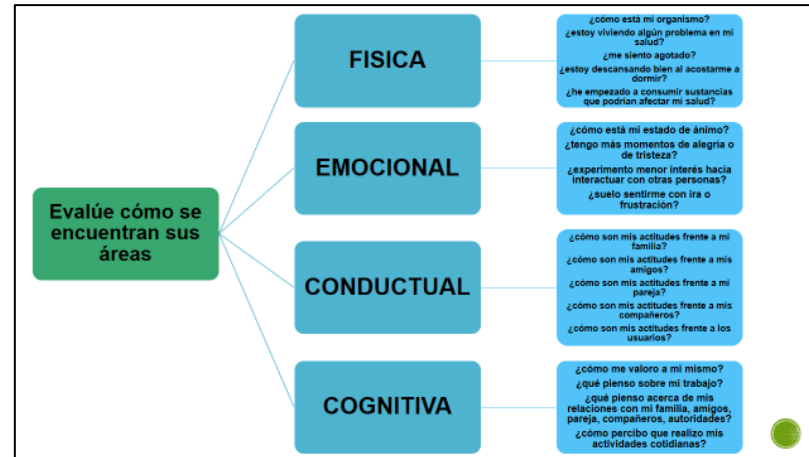 Evalúe cómo se
encuentran sus
áreas
FISICA
¿cómo está mi organismo?
¿estoy viviendo algún problema en mi
salud?
¿me siento agotado?
¿estoy descansando bien al acostarme a
dormir?
¿he empezado a consumir sustancias
que podrían afectar mi salud?
EMOCIONAL
¿cómo está mi estado de ánimo?
¿tengo más momentos de alegría o
de tristeza?
¿experimento menor interés hacia
interactuar con otras personas?
¿suelo sentirme con ira o
frustración?
CONDUCTUAL
¿cómo son mis actitudes frente a mi
familia?
¿cómo son mis actitudes frente a mis
amigos?
¿cómo son mis actitudes frente a mi
pareja?
¿cómo son mis actitudes frente a mis
compañeros?
¿cómo son mis actitudes frente a los
usuarios?
COGNITIVA
¿cómo me valoro a mi mismo?
¿qué pienso sobre mi trabajo?
¿qué pienso acerca de mis
relaciones con mi familia, amigos,
pareja, compañeros, autoridades?
¿cómo percibo que realizo mis
actividades cotidianas?